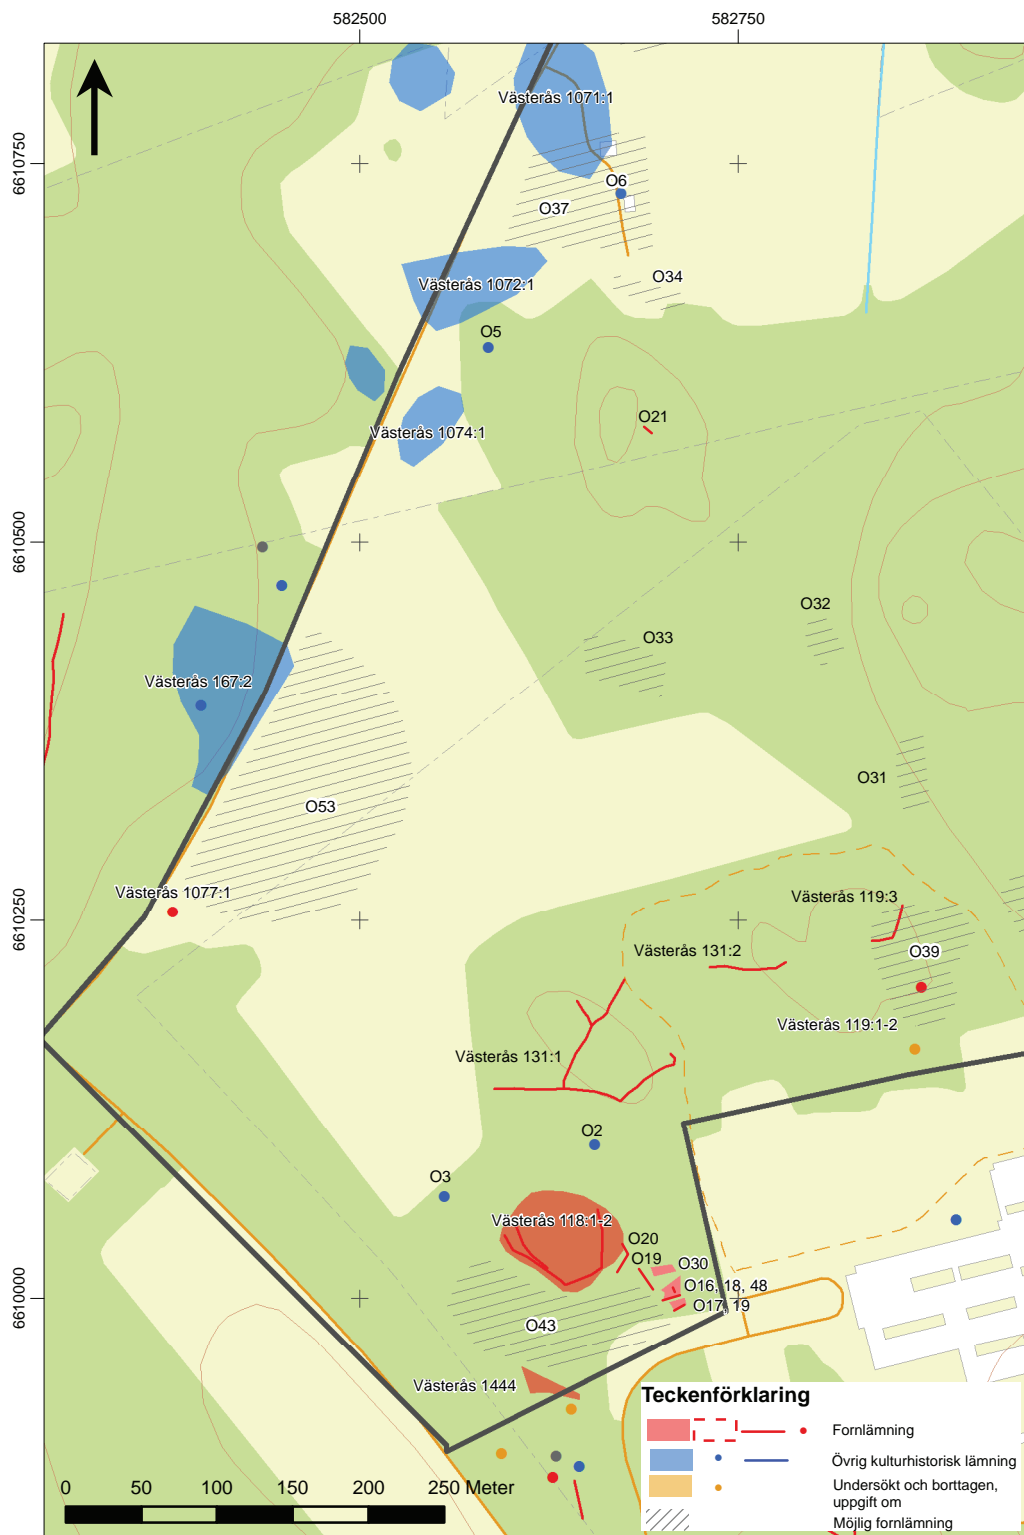 582500
582750
6610750
6610500
6610250
6610000
Västerås 1071:1
O6
O37
O34
Västerås 1072:1
O5
O21
Västerås 1074:1
O32
O33
Västerås 167:2
O31
O53
Västerås 1077:1
Västerås 119:3
Västerås 131:2
O39
Västerås 119:1-2
Västerås 131:1
O2
O3
Västerås 118:1-2
O20
O19
O30
O16, 18, 48
O17, 19
O43
Västerås 1444
0 50 100 150 200 250 Meter
Teckenförklaring
Fornlämning
Övrig kulturhistorisk lämning
Undersökt och borttagen,
uppgift om
Möjlig fornlämning